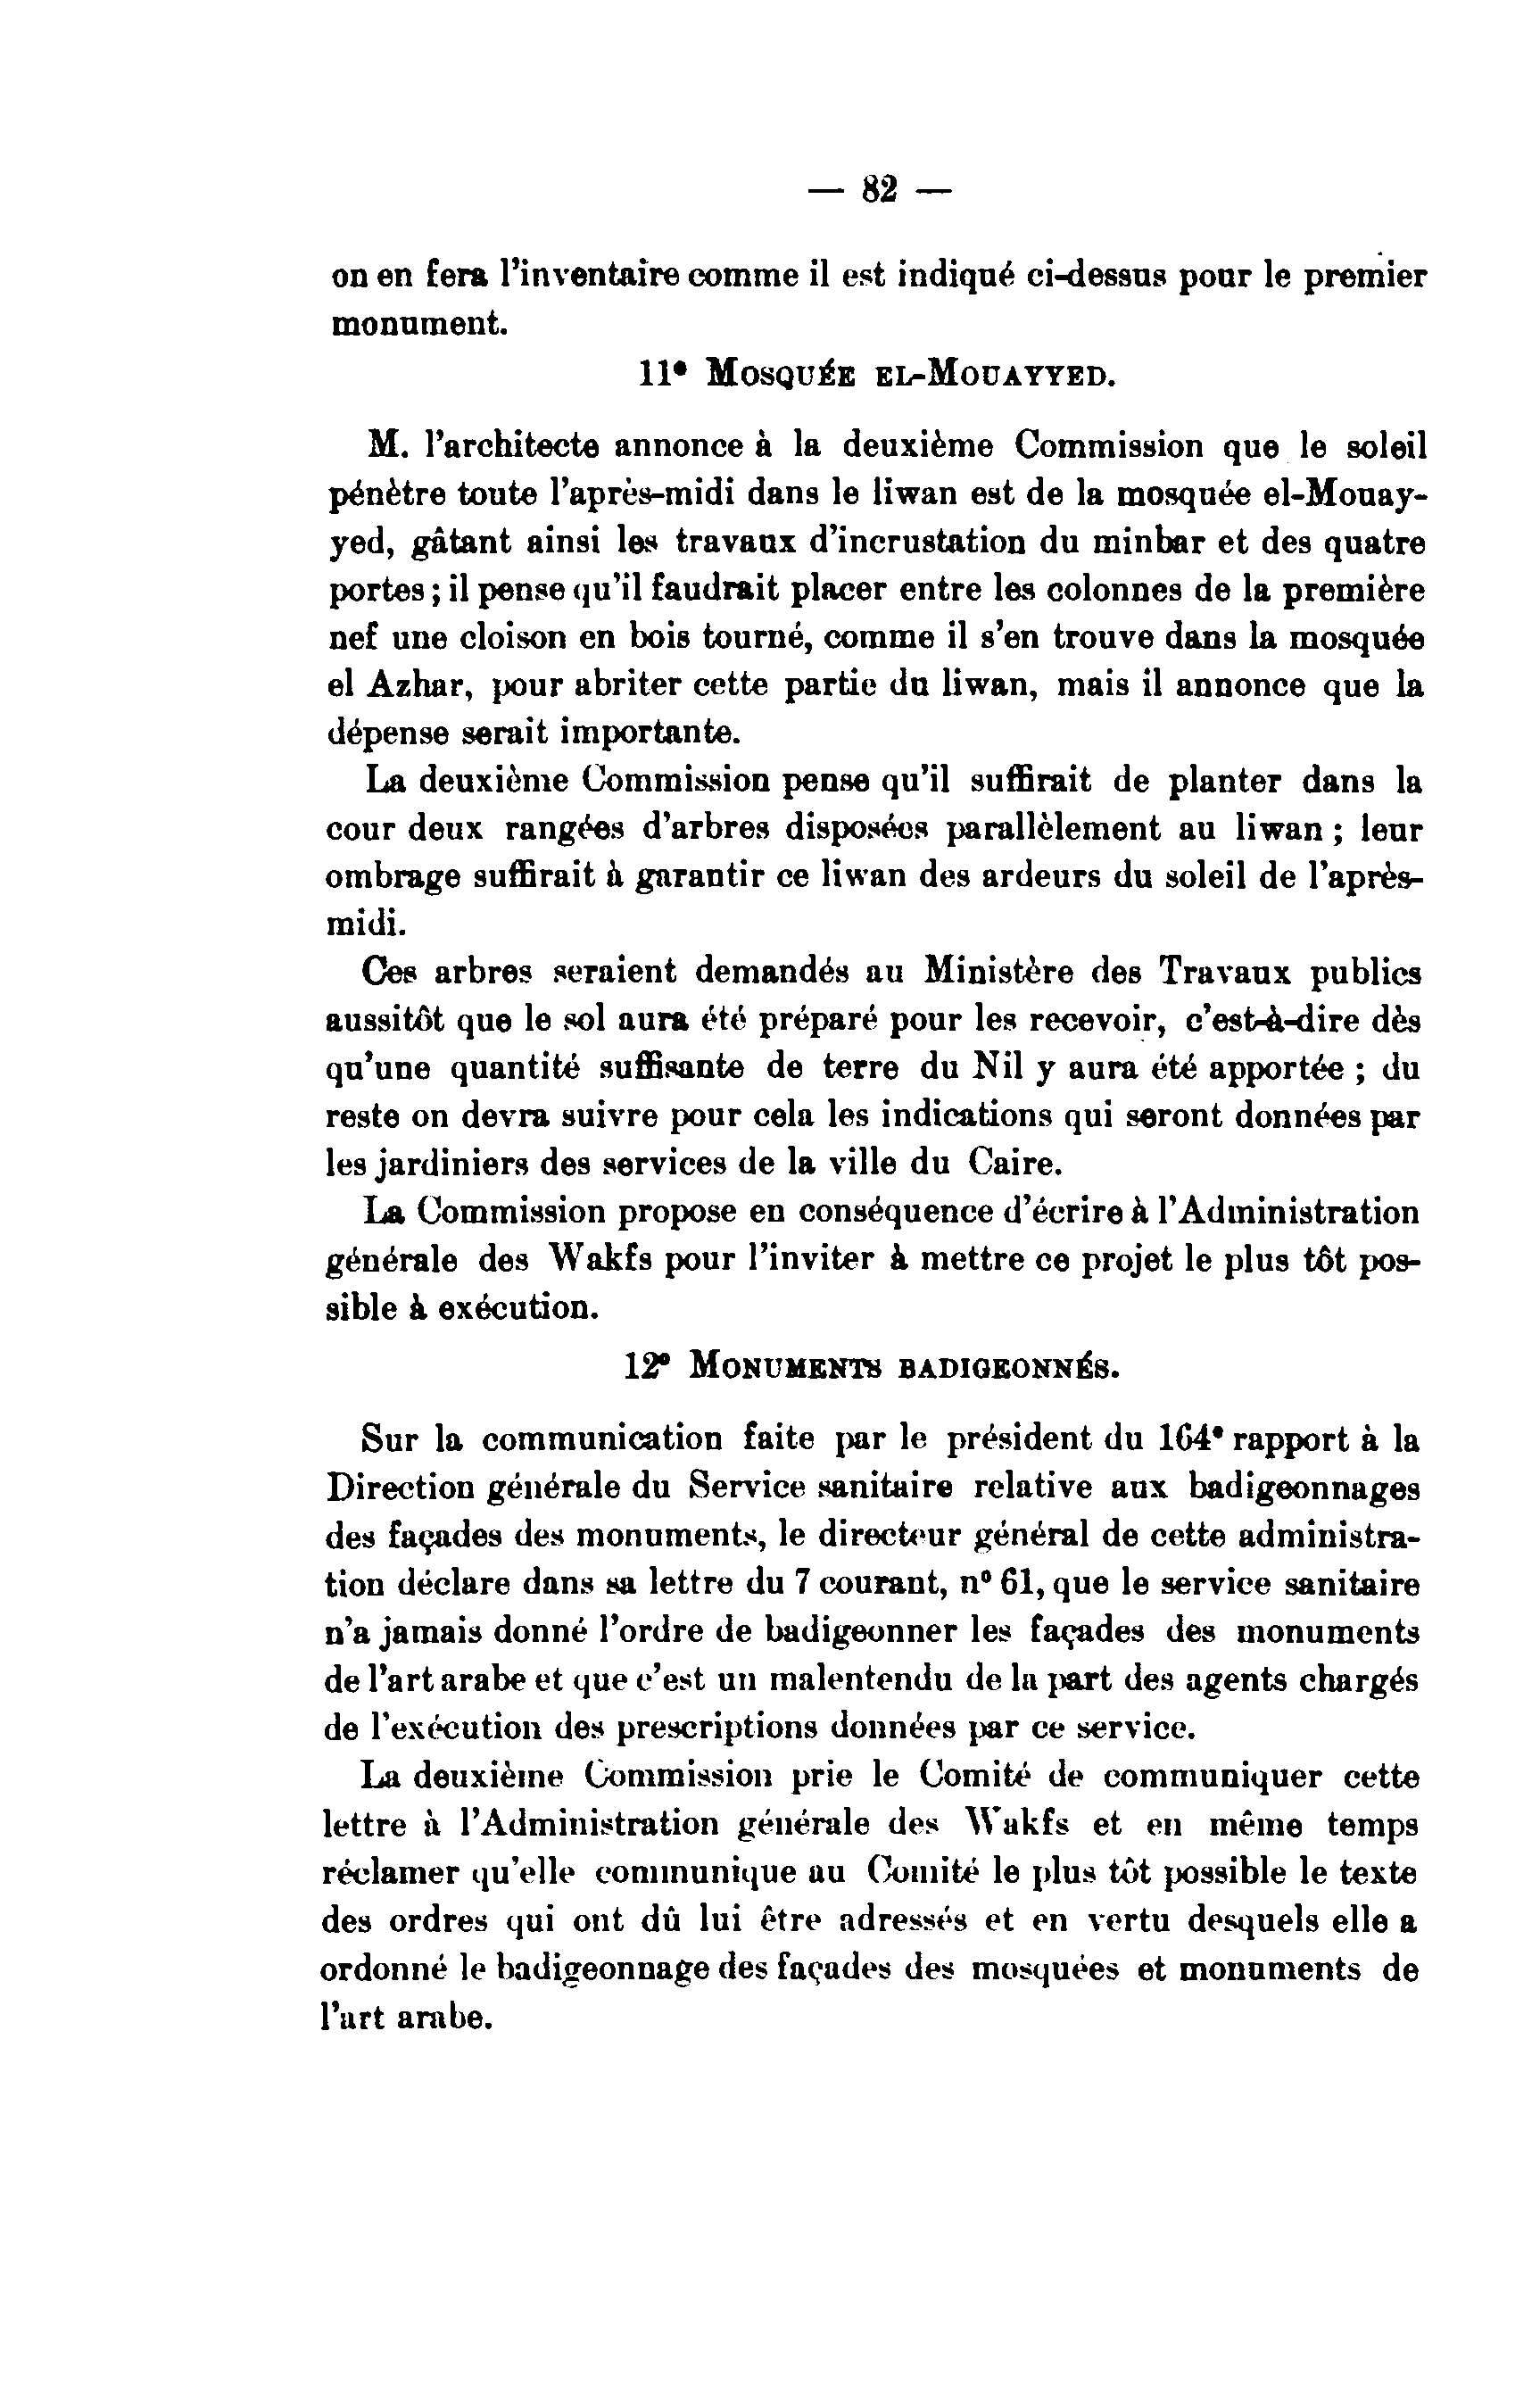 — 82 —
on en fera l'inventaire comme il est indiqué ci-dessus pour le premier
monument.
11° MOSQUÉE EL-MOUAYYED.
M. l'architecte annonce à la deuxième Commission que le soleil
pénètre toute l'après-midi dans le liwan est de la mosquée el-Mouay-
yed, gâtant ainsi les travaux d'incrustation du minbar et des quatre
portes ; il pense qu'il faudrait placer entre les colonnes de la première
nef une cloison en bois tourné, comme il s'en trouve dans la mosquée
el Azhar, pour abriter cette partie du liwan, mais il annonce que la
dépense serait importante.
La deuxième Commission pense qu'il suffirait de planter dans la
cour deux rangées d'arbres disposées parallèlement au liwan ; leur
ombrage suffirait à garantir ce liwan des ardeurs du soleil de l'après-
midi.
Ces arbres seraient demandés au Ministère des Travaux publics
aussitôt que le sol aura été préparé pour les recevoir, c'est-à-dire dès
qu'une quantité suffisante de terre du Nil y aura été apportée ; du
reste on devra suivre pour cela les indications qui seront données par
les jardiniers des services de la ville du Caire.
La Commission propose en conséquence d'écrire à l'Administration
générale des Wakfs pour l'inviter à mettre ce projet le plus tôt pos-
sible à exécution.
12° MONUMENTS BADIGEONNÉS.
Sur la communication faite par le président du 164e rapport à la
Direction générale du Service sanitaire relative aux badigeonnages
des façades des monuments, le directeur général de cette administra-
tion déclare dans sa lettre du 7 courant, n° 61, que le service sanitaire
n'a jamais donné l'ordre de badigeonner les façades des monuments
de l'art arabe et que c'est un malentendu de la part des agents chargés
de l'exécution des prescriptions données par ce service.
La deuxième Commission prie le Comité de communiquer cette
lettre à l'Administration générale des Wakfs et en même temps
réclamer qu'elle communique au Comité le plus tôt possible le texte
des ordres qui ont dû lui être adressés et en vertu desquels elle a
ordonné le badigeonnage des façades des mosquées et monuments de
l'art arabe.